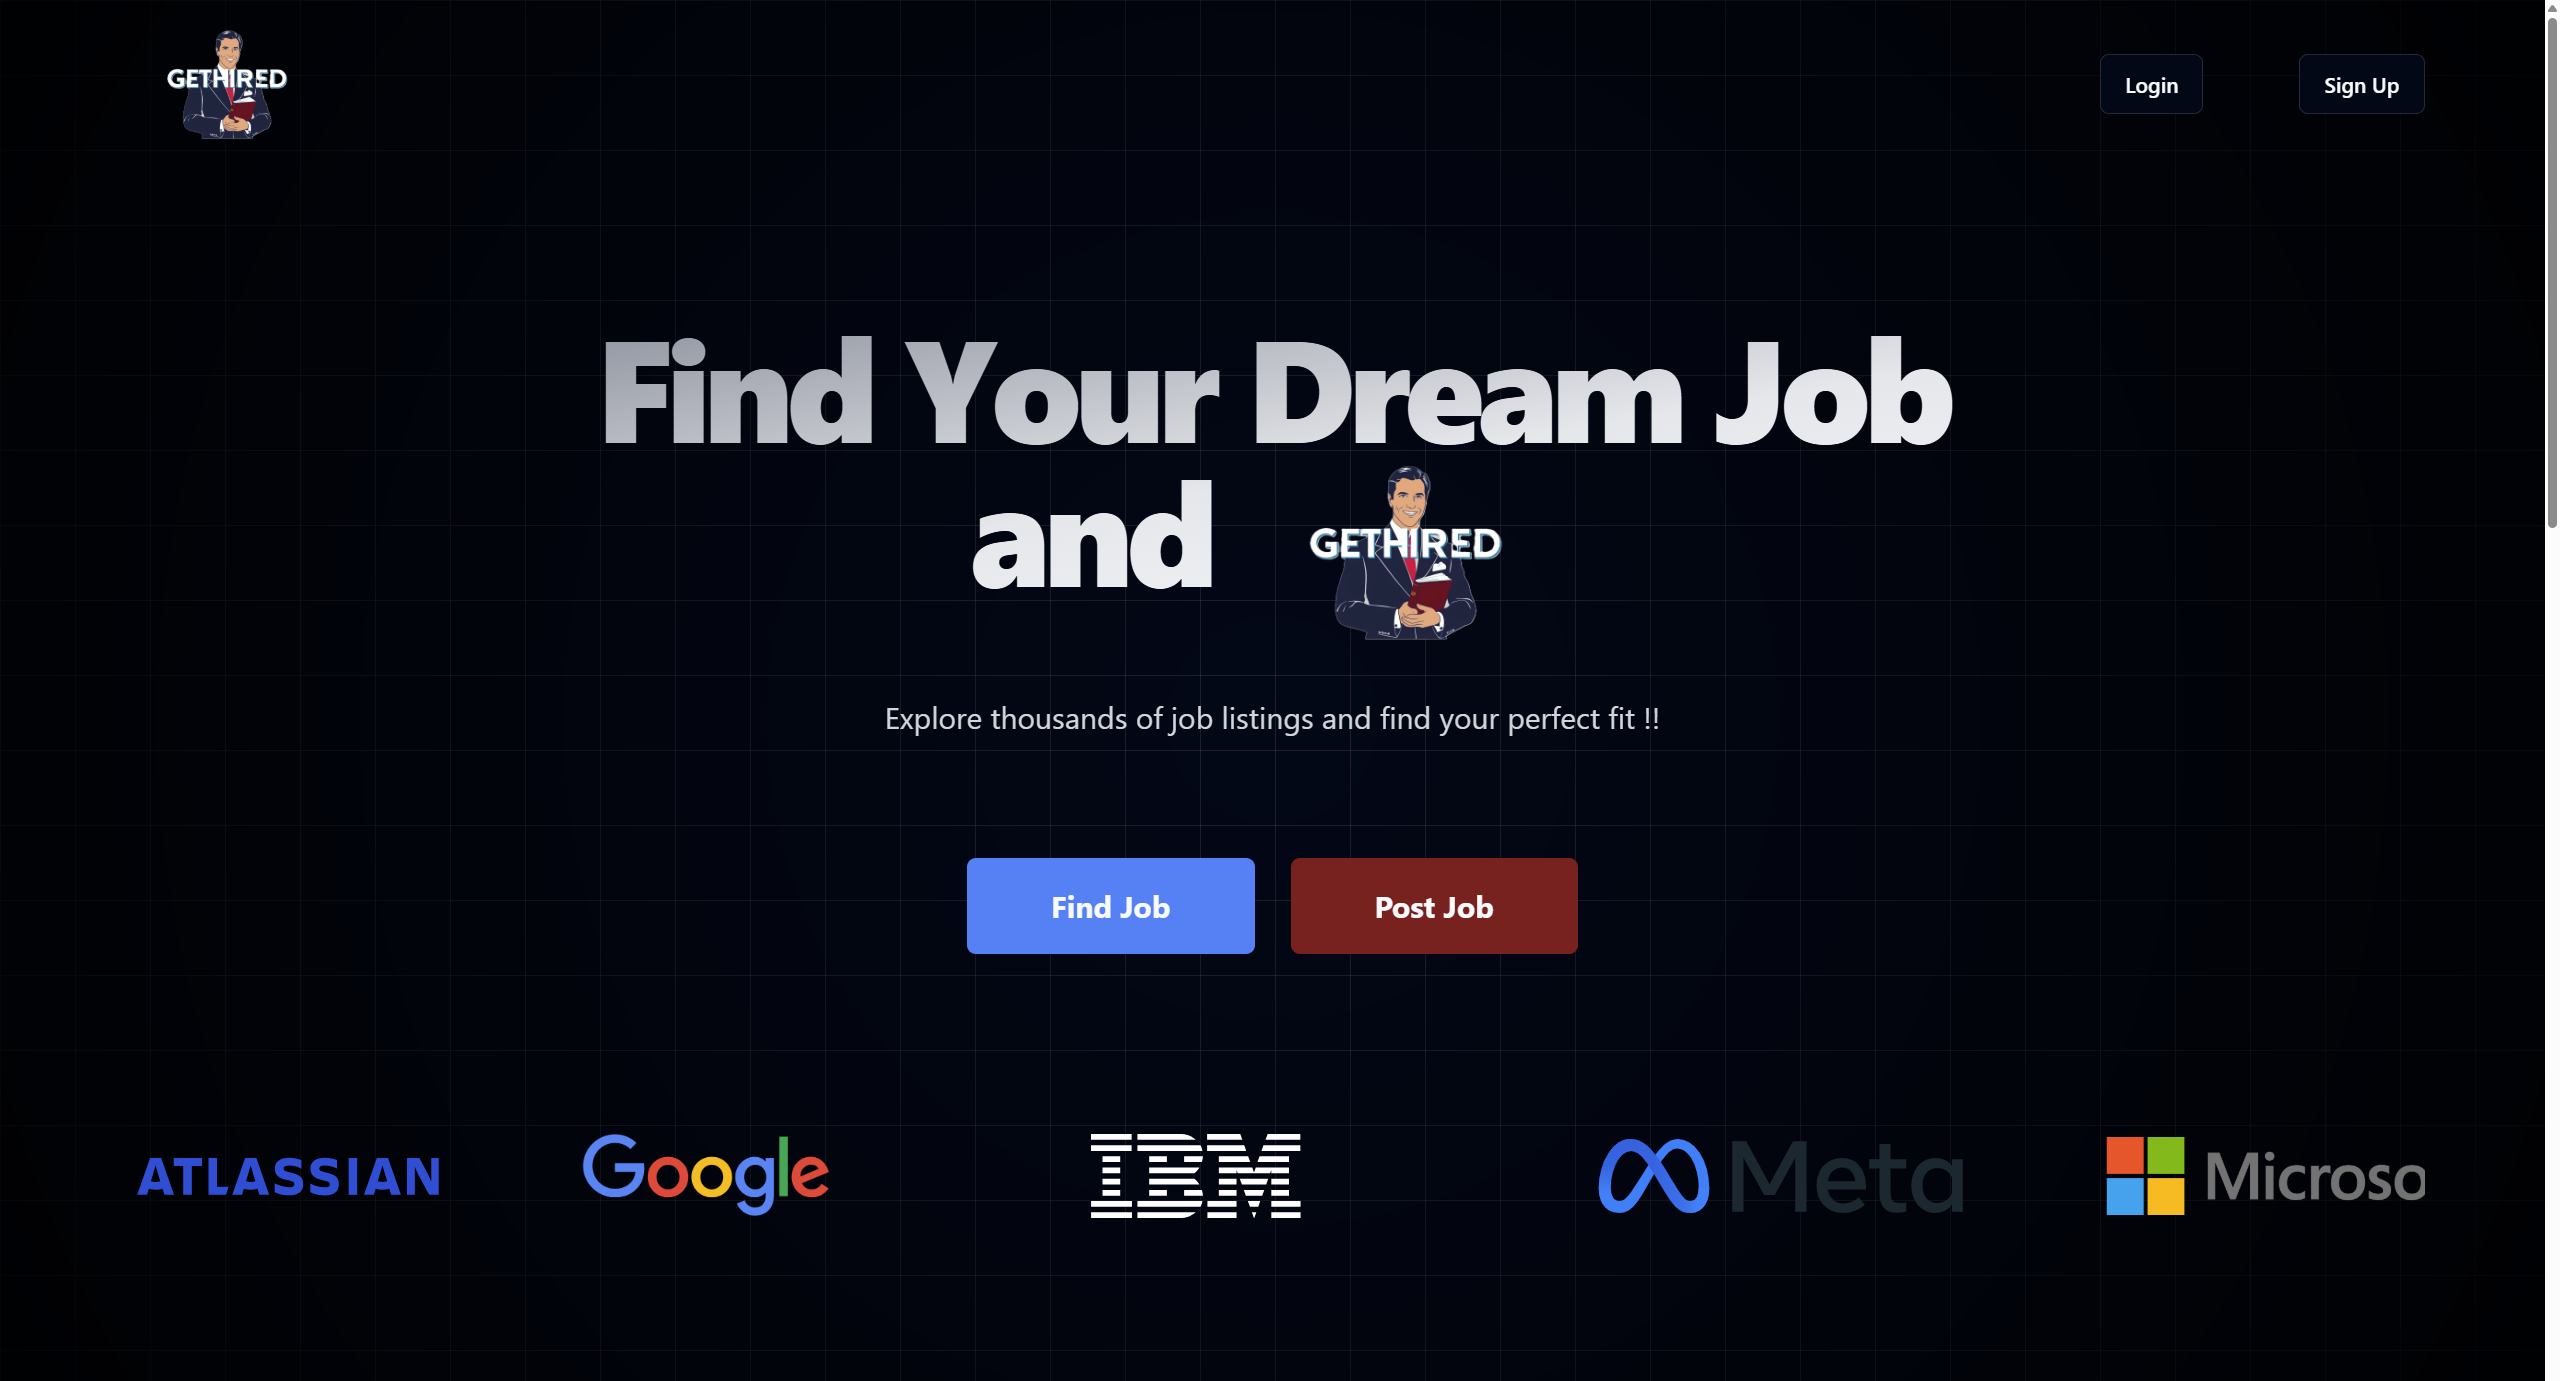 GETHIRED
Login
Sign Up
Find Your Dream Job
and
GETHIRED
Explore thousands of job listings and find your perfect fit !!
Find Job
Post Job
ATLASSIAN
Google
IBM
Meta
Microso